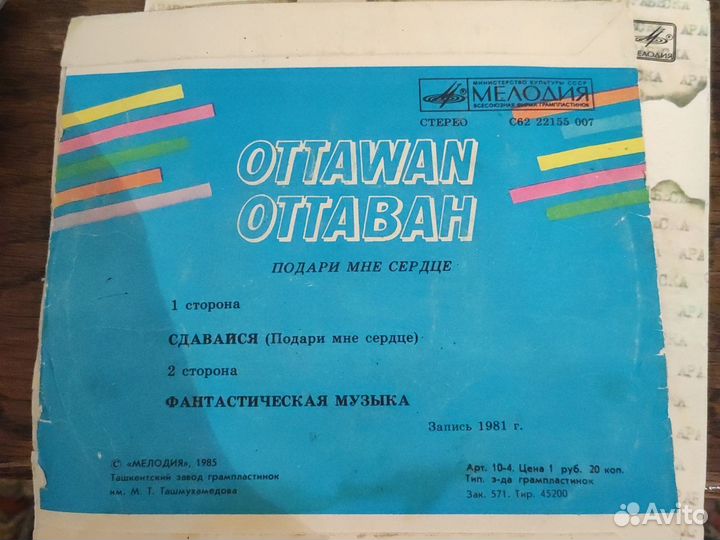 МИНИСТЕРСТВО КУЛЬТУРЫ СССР
МЕЛОДИЯ
ВСЕСОЮЗНАЯ ФИРМА ГРАМПЛАСТИНОК
СТЕРЕО С62 22155 007
OTTAWAN
ОТТАВАН
ПОДАРИ МНЕ СЕРДЦЕ
1 сторона
СДАВАЙСЯ (Подари мне сердце)
2 сторона
ФАНТАСТИЧЕСКАЯ МУЗЫКА
Запись 1981 г.
© «МЕЛОДИЯ», 1985
Ташкентский завод грампластинок
им. М. Т. Ташмухамедова
Арт. 10-4. Цена 1 руб. 20 коп.
Тип. з-да грампластинок
Зак. 571. Тир. 45200
МЕЛОДИЯ
Avito